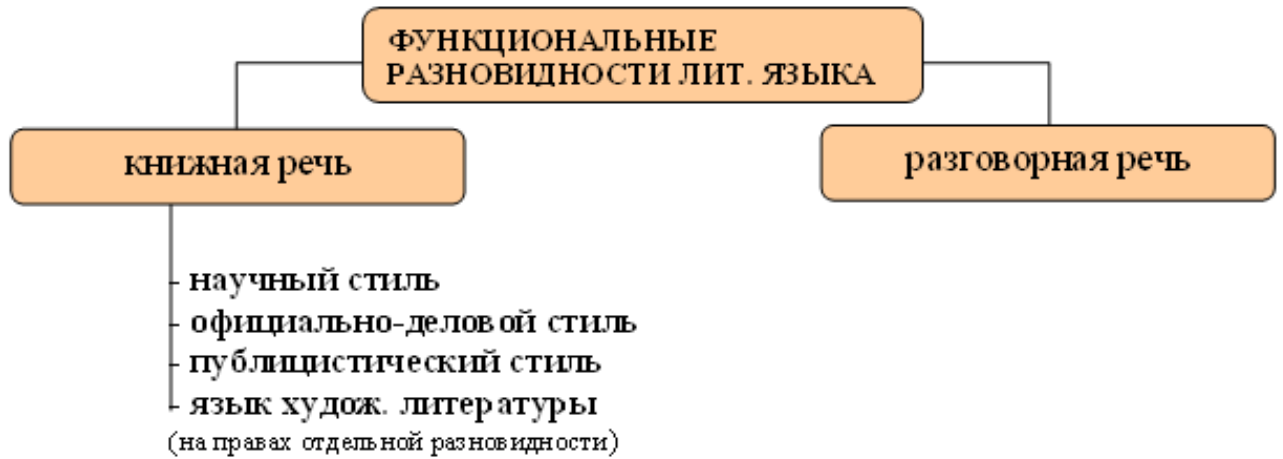 ФУНКЦИОНАЛЬНЫЕ
РАЗНОВИДНОСТИ ЛИТ. ЯЗЫКА
книжная речь
разговорная речь
- научный стиль
- официально-деловой стиль
- публицистический стиль
- язык худож. литературы
(на правах отдельной разновидности)